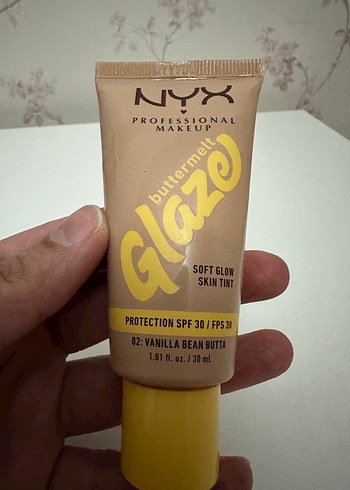 NYX
PROFESSIONAL
MAKEUP
buttermelt
Glaze
SOFT GLOW
SKIN TINT
PROTECTION SPF 30 / FPS 30
02: VANILLA BEAN BUTTA
1.01 fl. oz. / 30 mL